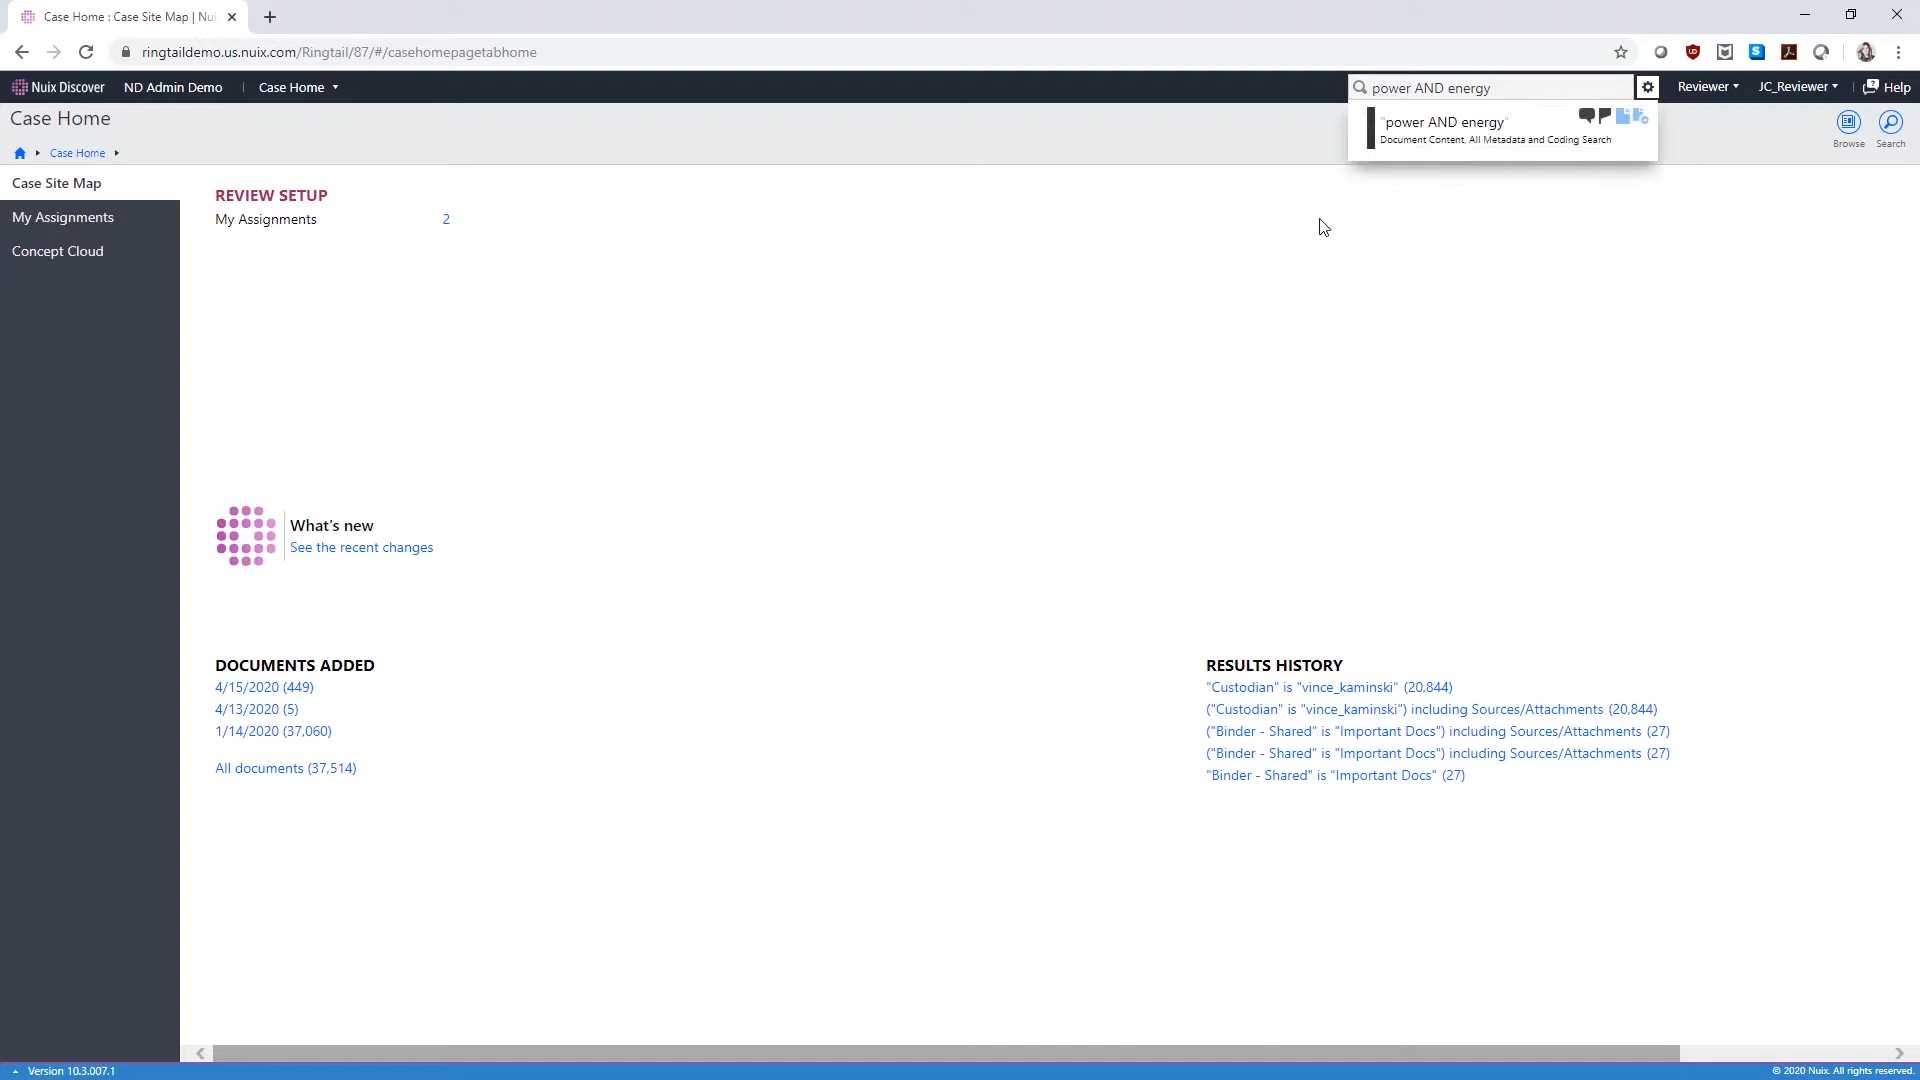 Case Home : Case Site Map | Nui
ringtaildemo.us.nuix.com/Ringtail/87/#/casehomepagetabhome
Nuix Discover
ND Admin Demo
Case Home
power AND energy
Reviewer
JC_Reviewer
Help
Case Home
"power AND energy"
Document Content, All Metadata and Coding Search
Browse
Search
Case Home
Case Site Map
My Assignments
Concept Cloud
REVIEW SETUP
My Assignments 2
What's new
See the recent changes
DOCUMENTS ADDED
4/15/2020 (449)
4/13/2020 (5)
1/14/2020 (37,060)
All documents (37,514)
RESULTS HISTORY
"Custodian" is "vince_kaminski" (20,844)
("Custodian" is "vince_kaminski") including Sources/Attachments (20,844)
("Binder - Shared" is "Important Docs") including Sources/Attachments (27)
("Binder - Shared" is "Important Docs") including Sources/Attachments (27)
"Binder - Shared" is "Important Docs" (27)
Version 10.3.007.1
© 2020 Nuix. All rights reserved.